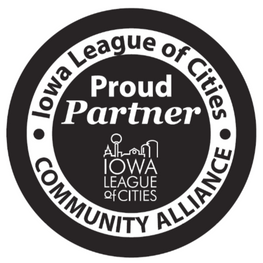 Iowa League of Cities
Proud
Partner
IOWA
LEAGUE
OF CITIES
COMMUNITY ALLIANCE